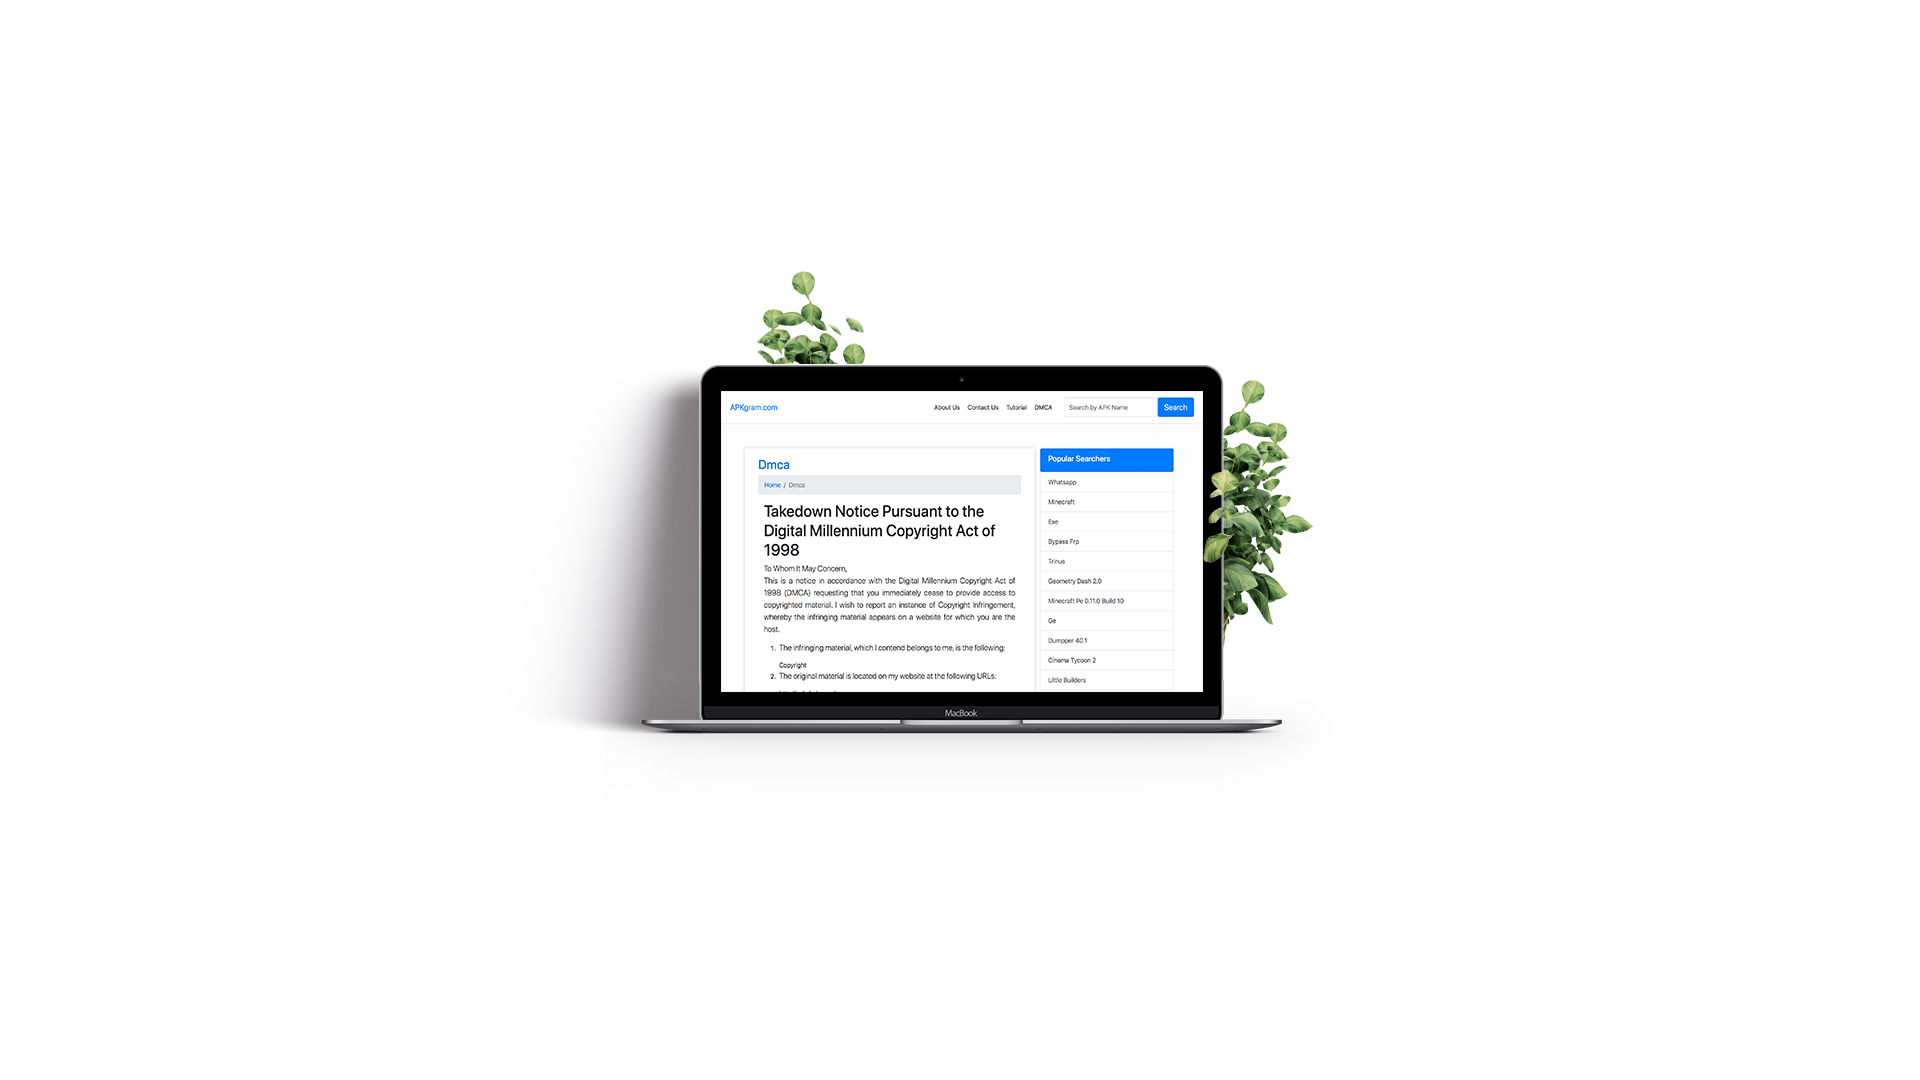 APKgram.com
About Us Contact Us Tutorial DMCA Search by APK Name Search
Dmca
Home / Dmca
Takedown Notice Pursuant to the
Digital Millennium Copyright Act of
1998
To Whom It May Concern,
This is a notice in accordance with the Digital Millennium Copyright Act of
1998 (DMCA) requesting that you immediately cease to provide access to
copyrighted material. I wish to report an instance of Copyright Infringement,
whereby the infringing material appears on a website for which you are the
host.
1. The infringing material, which I contend belongs to me, is the following:
Copyright
2. The original material is located on my website at the following URLs:
Popular Searchers
Whatsapp
Minecraft
Exe
Bypass Frp
Trinus
Geometry Dash 2.0
Minecraft Pe 0.11.0 Build 10
Ge
Dumpper 40.1
Cinema Tycoon 2
Little Builders
MacBook